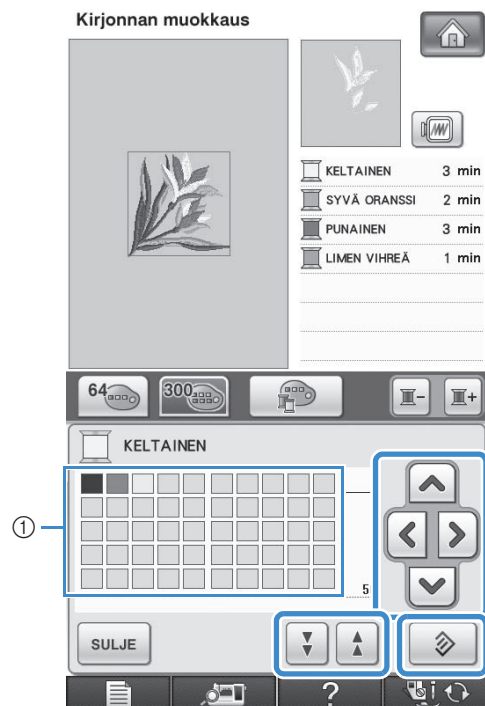 Kirjonnan muokkaus
KELTAINEN 3 min
SYVÄ ORANSSI 2 min
PUNAINEN 3 min
LIMEN VIHREÄ 1 min
64 300
KELTAINEN
①
5
SULJE
?